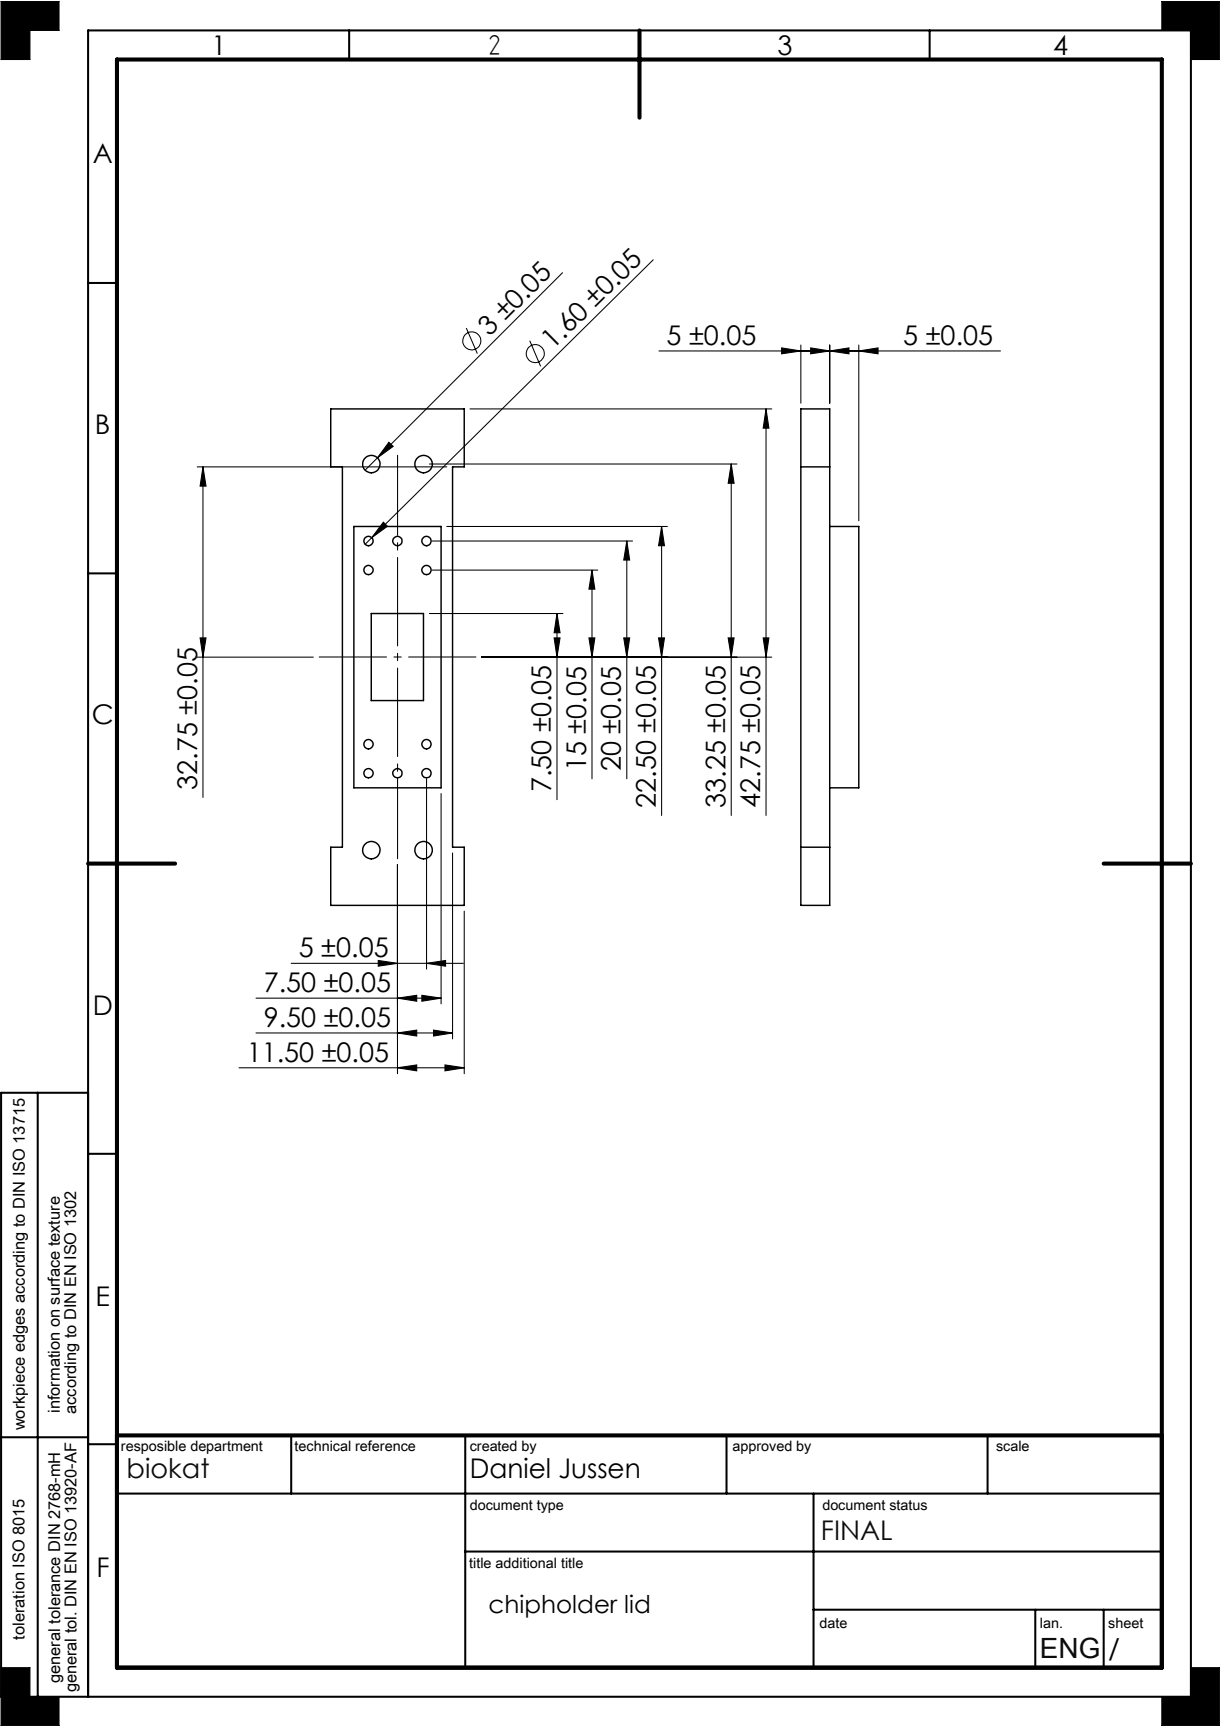 1 2 3 4
A
B
C
D
E
F
∅ 3 ±0.05
∅ 1.60 ±0.05
5 ±0.05 5 ±0.05
32.75 ±0.05
7.50 ±0.05
15 ±0.05
20 ±0.05
22.50 ±0.05
33.25 ±0.05
42.75 ±0.05
5 ±0.05
7.50 ±0.05
9.50 ±0.05
11.50 ±0.05
workpiece edges according to DIN ISO 13715
information on surface texture
according to DIN EN ISO 1302
toleration ISO 8015
general tolerance DIN 2768-mH
general tol. DIN EN ISO 13920-AF
resposible department
biokat
technical reference
created by
Daniel Jussen
approved by
scale
document type
document status
FINAL
title additional title
chipholder lid
date
lan.
ENG
sheet
/